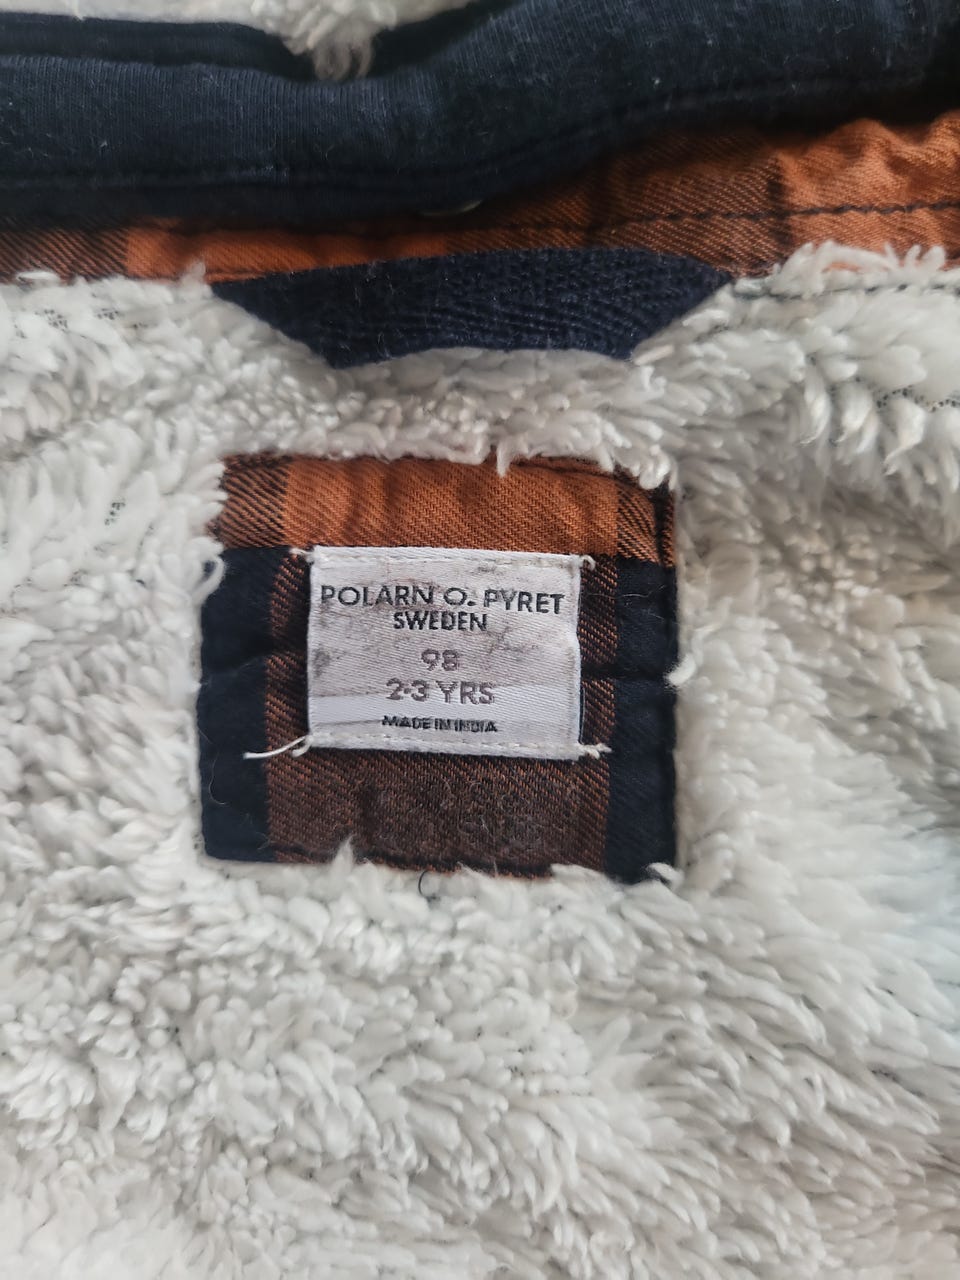 POLARN O. PYRET
SWEDEN
98
2-3 YRS
MADE IN INDIA